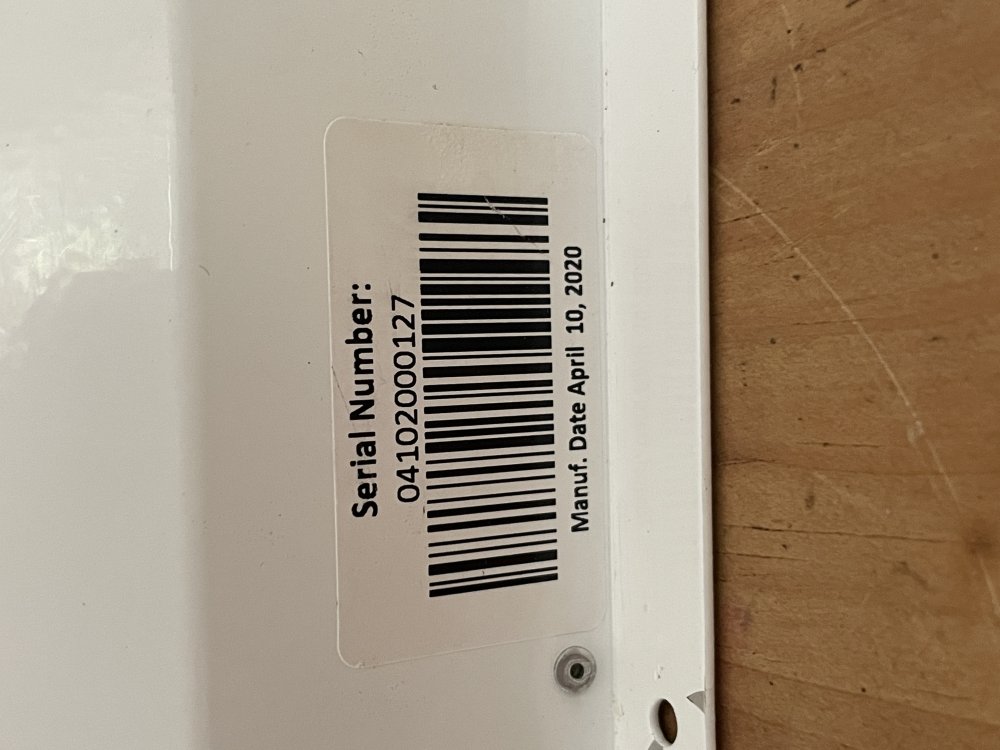 Serial Number:
04102000127
Manuf. Date April 10, 2020